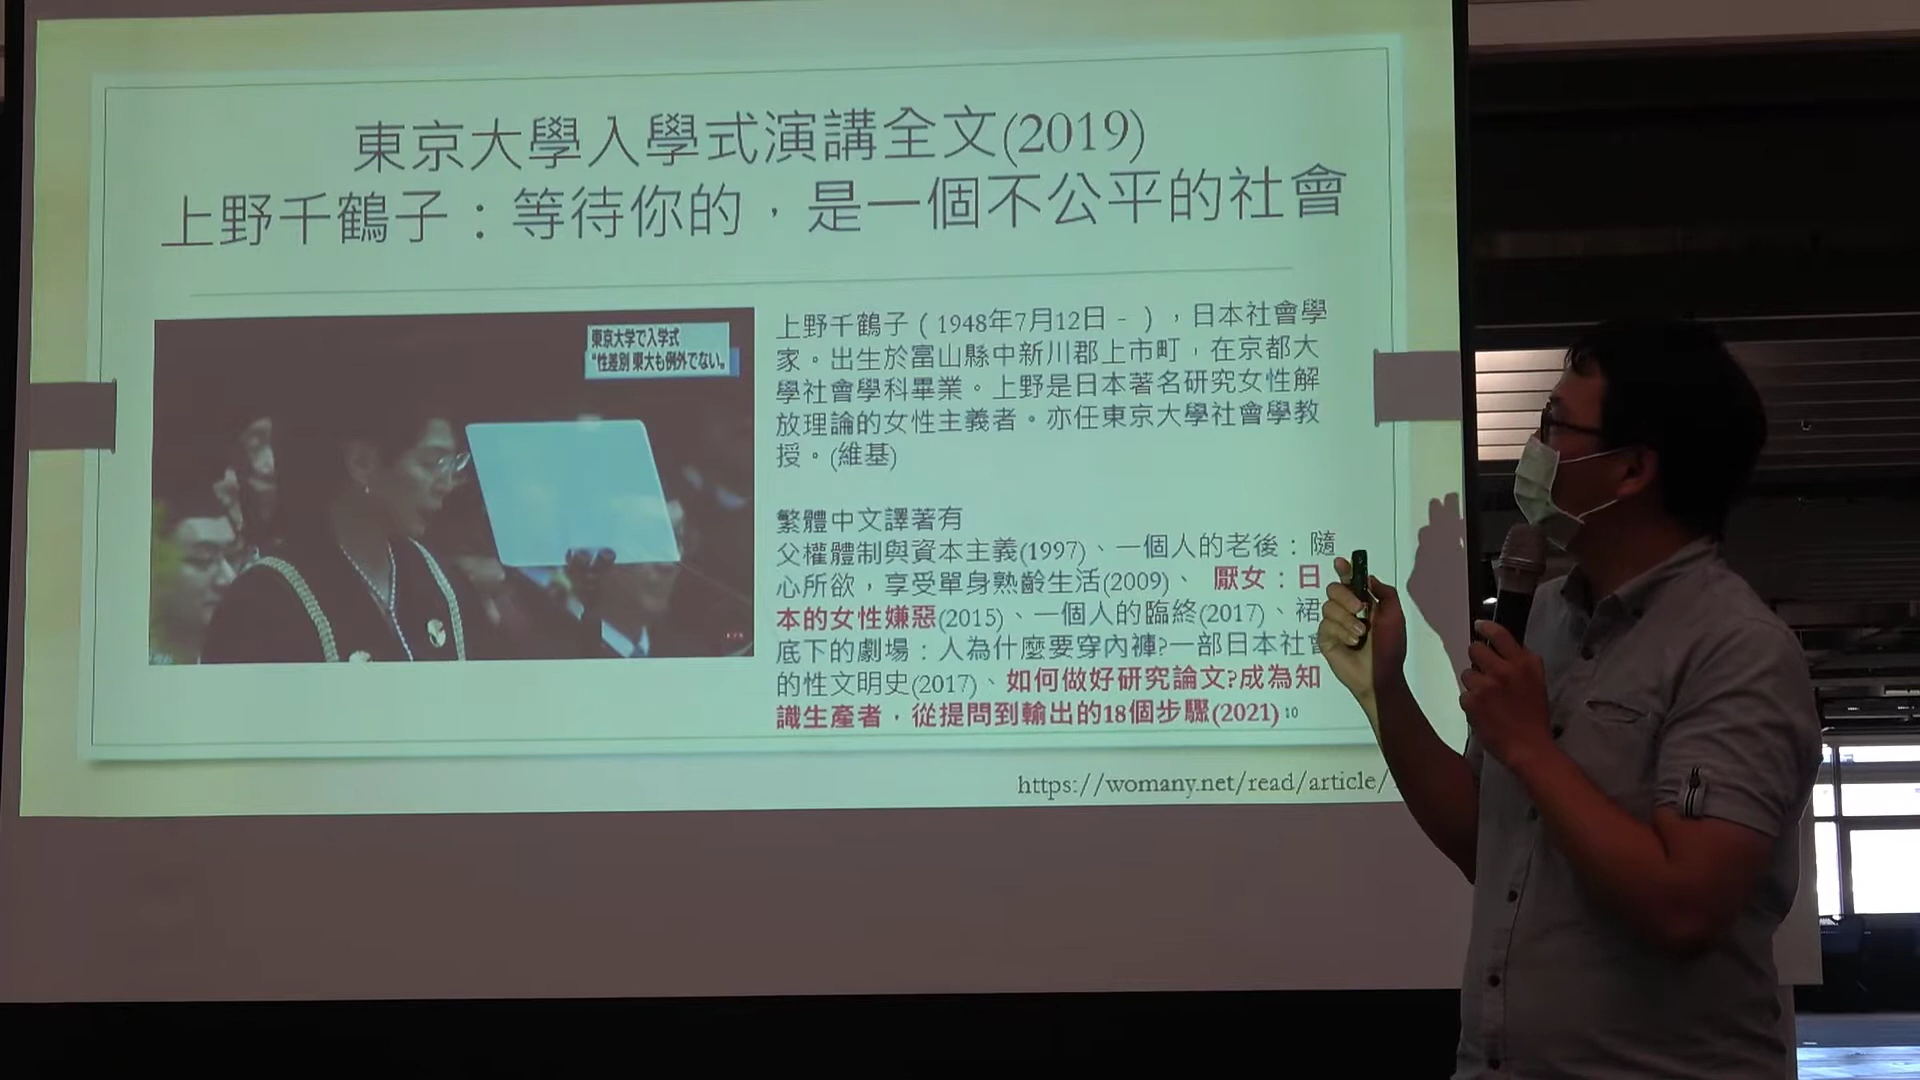 東京大學入學式演講全文(2019)
上野千鶴子：等待你的，是一個不公平的社會
東京大学で入学式
“性差別 東大も例外でない。
上野千鶴子（1948年7月12日－），日本社會學
家。出生於富山縣中新川郡上市町，在京都大
學社會學科畢業。上野是日本著名研究女性解
放理論的女性主義者。亦任東京大學社會學教
授。(維基)
繁體中文譯著有
父權體制與資本主義(1997)、一個人的老後：隨
心所欲，享受單身熟齡生活(2009)、 厭女：日
本的女性嫌惡(2015)、一個人的臨終(2017)、裙
底下的劇場：人為什麼要穿內褲?一部日本社會
的性文明史(2017)、如何做好研究論文?成為知
識生產者，從提問到輸出的18個步驟(2021) 10
https://womany.net/read/article/